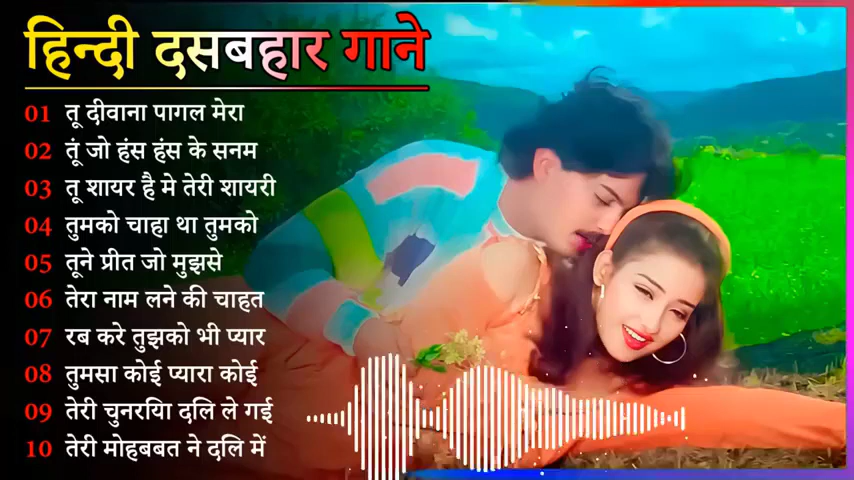 हिन्दी दसबहार गाने
01 तू दीवाना पागल मेरा
02 तूं जो हंस हंस के सनम
03 तू शायर है मे तेरी शायरी
04 तुमको चाहा था तुमको
05 तूने प्रीत जो मुझसे
06 तेरा नाम लने की चाहत
07 रब करे तुझको भी प्यार
08 तुमसा कोई प्यारा कोई
09 तेरी चुनरयिा दलि ले गई
10 तेरी मोहबबत ने दलि में